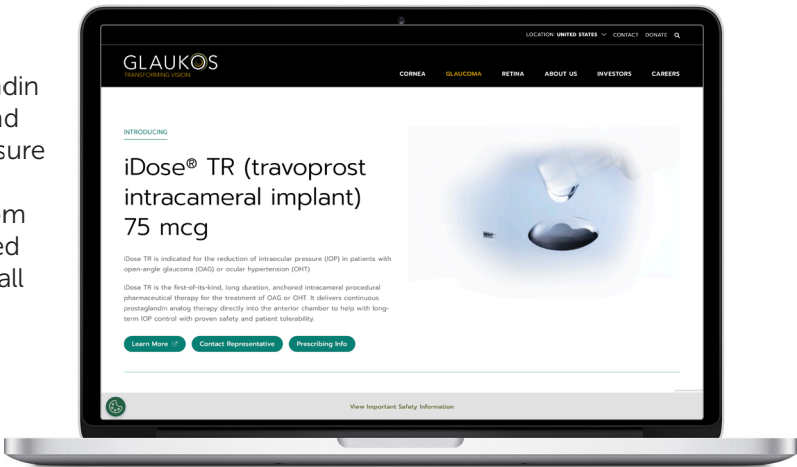 LOCATION: UNITED STATES CONTACT DONATE
GLAUKOS
TRANSFORMING VISION
CORNEA GLAUCOMA RETINA ABOUT US INVESTORS CAREERS
INTRODUCING
iDose® TR (travoprost
intracameral implant)
75 mcg
iDose TR is indicated for the reduction of intraocular pressure (IOP) in patients with
open-angle glaucoma (OAG) or ocular hypertension (OHT)
iDose TR is the first-of-its-kind, long duration, anchored intracameral procedural
pharmaceutical therapy for the treatment of OAG or OHT. It delivers continuous
prostaglandin analog therapy directly into the anterior chamber to help with long-
term IOP control with proven safety and patient tolerability.
Learn More Contact Representative Prescribing Info
View Important Safety Information
all